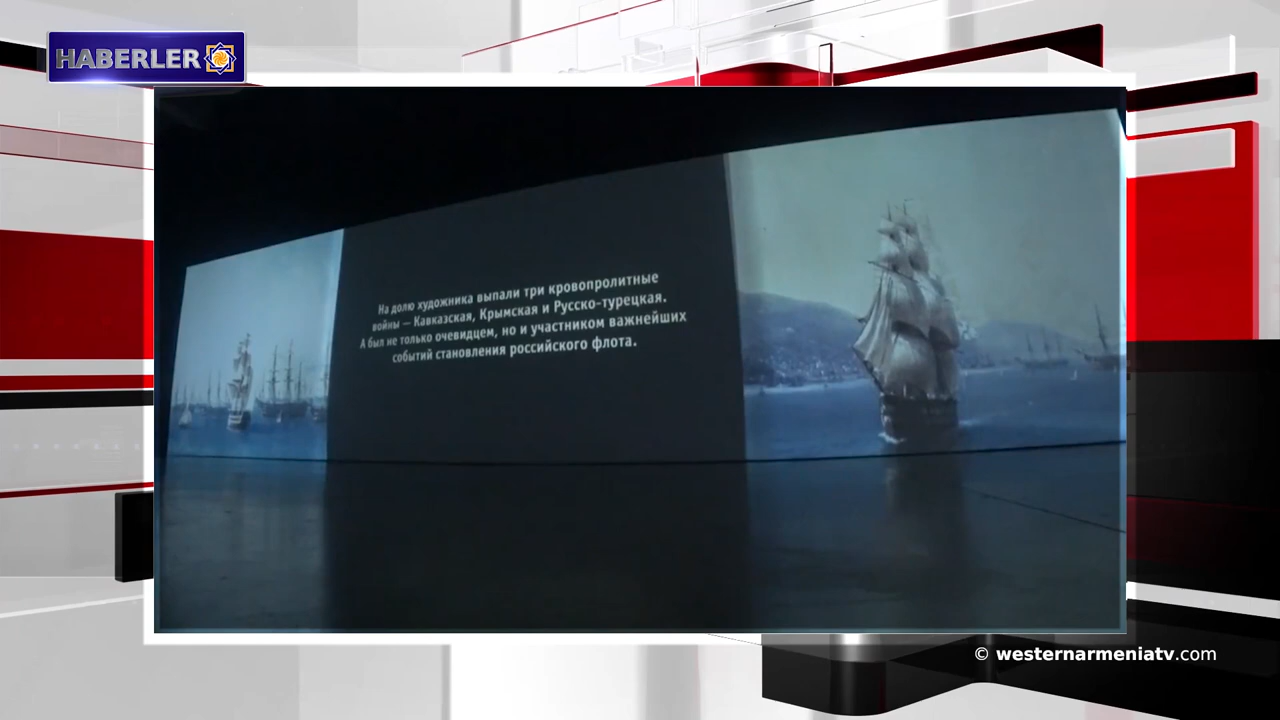 HABERLER
На долю художника выпали три кровопролитные
войны — Кавказская, Крымская и Русско-турецкая.
А был не только очевидцем, но и участником важнейших
событий становления российского флота.
© westernarmeniatv.com